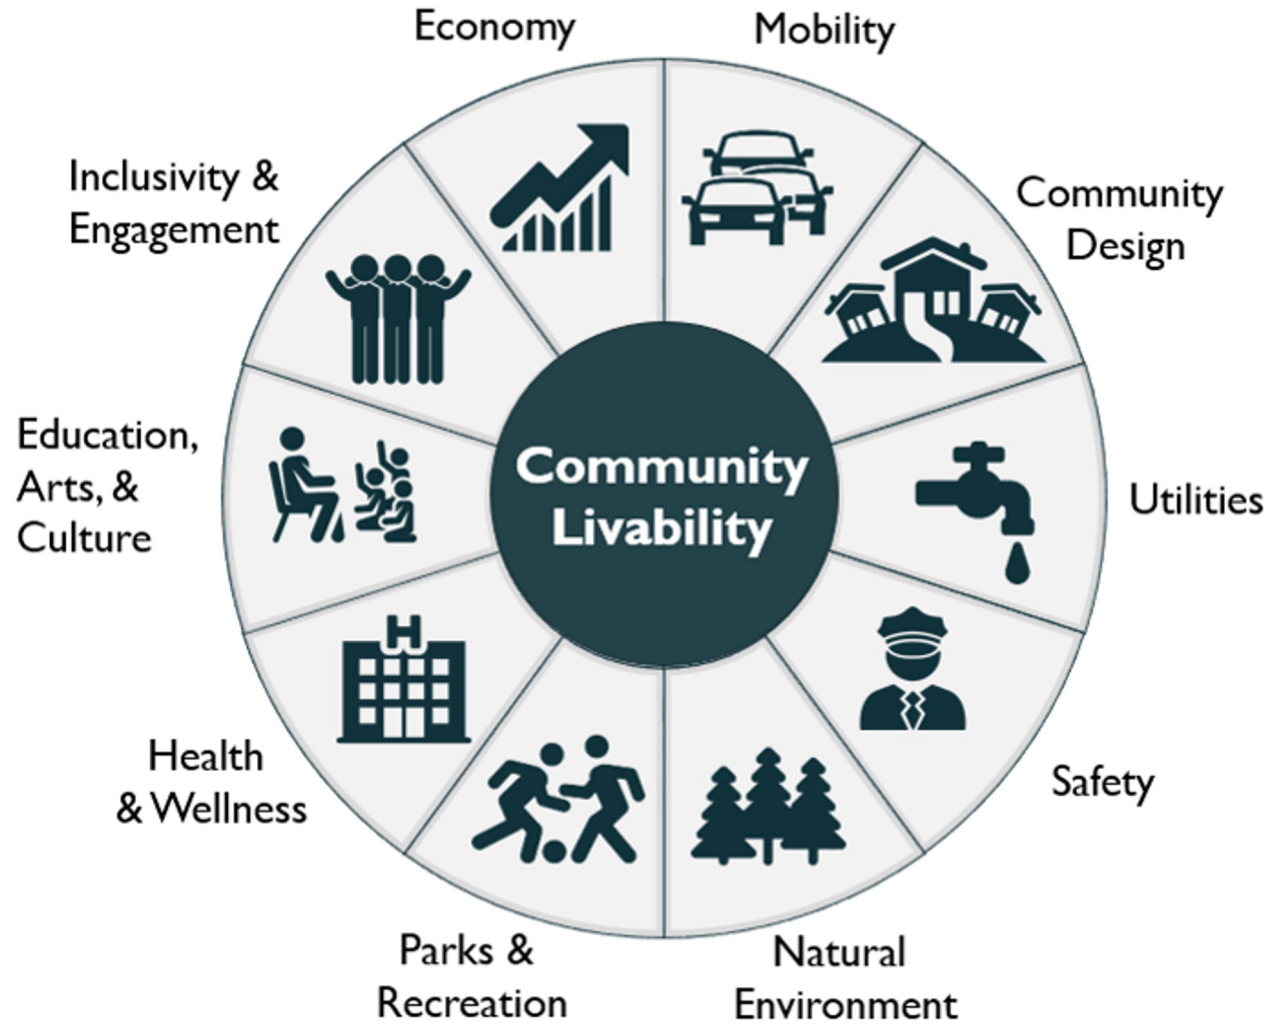 Economy
Mobility
Inclusivity &
Engagement
Community
Design
Education,
Arts, &
Culture
Community
Livability
Utilities
H
Health
& Wellness
Safety
Parks &
Recreation
Natural
Environment